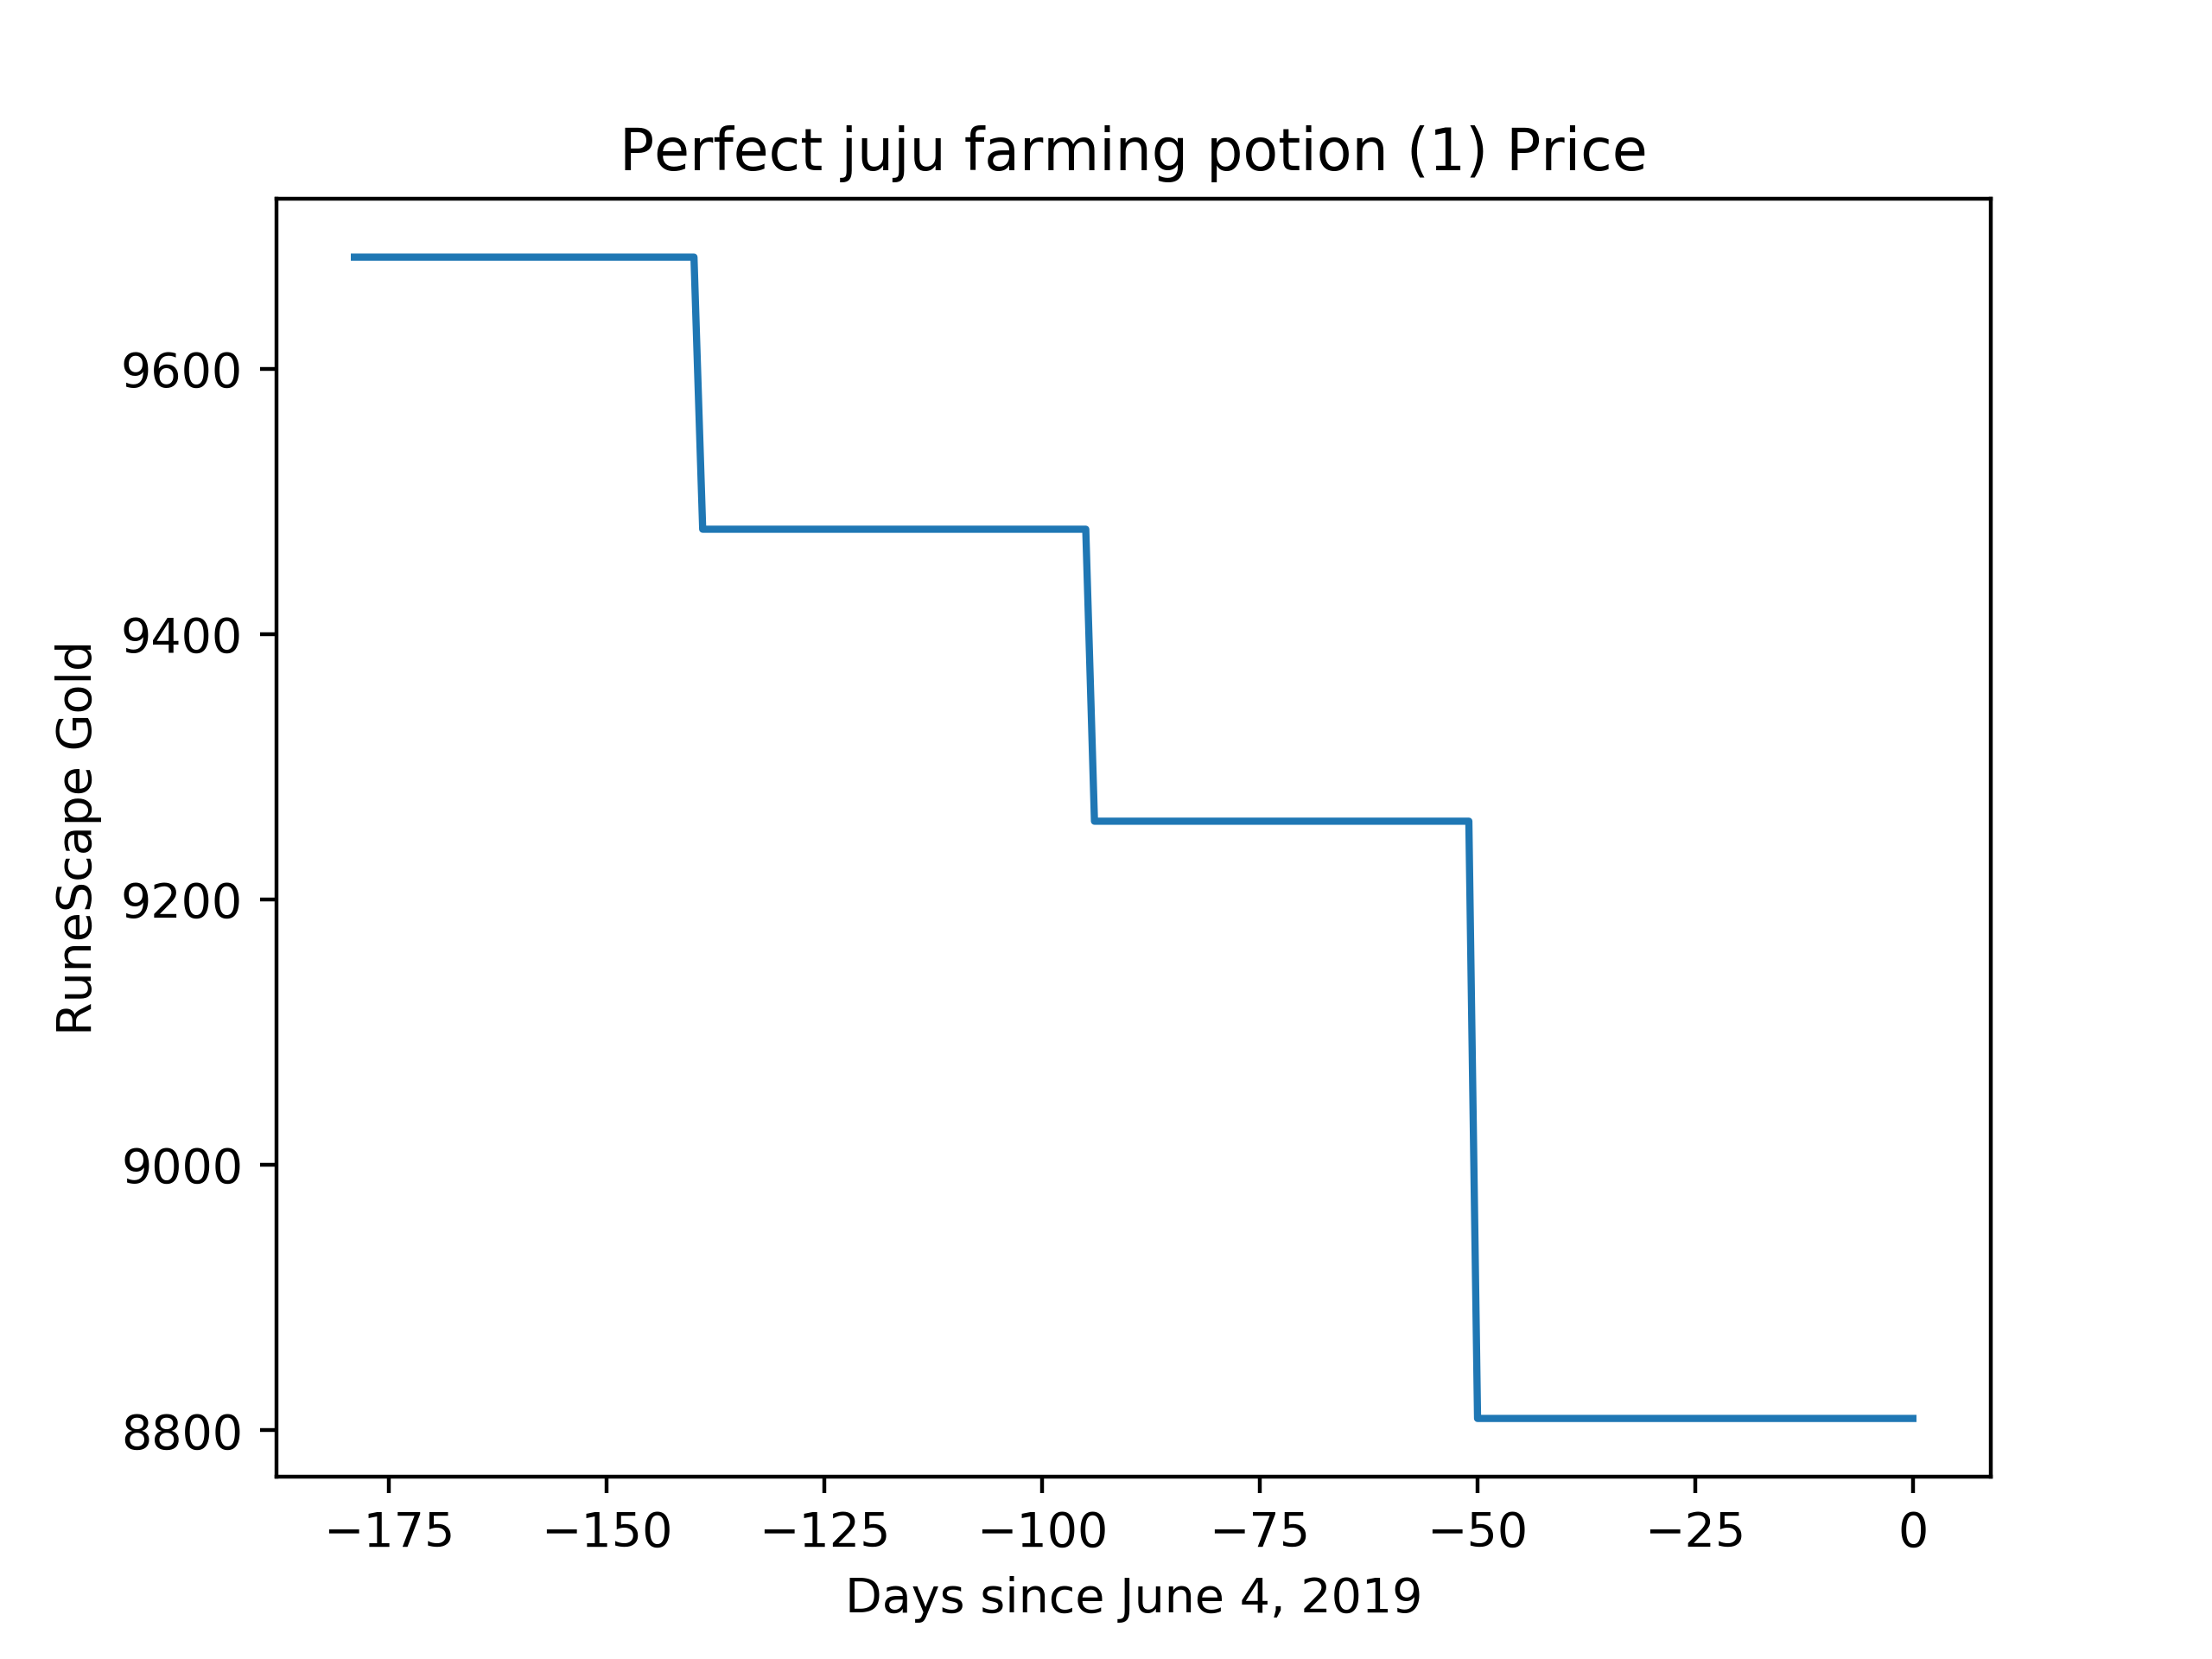 Perfect juju farming potion (1) Price
RuneScape Gold
9600
9400
9200
9000
8800
−175 −150 −125 −100 −75 −50 −25 0
Days since June 4, 2019